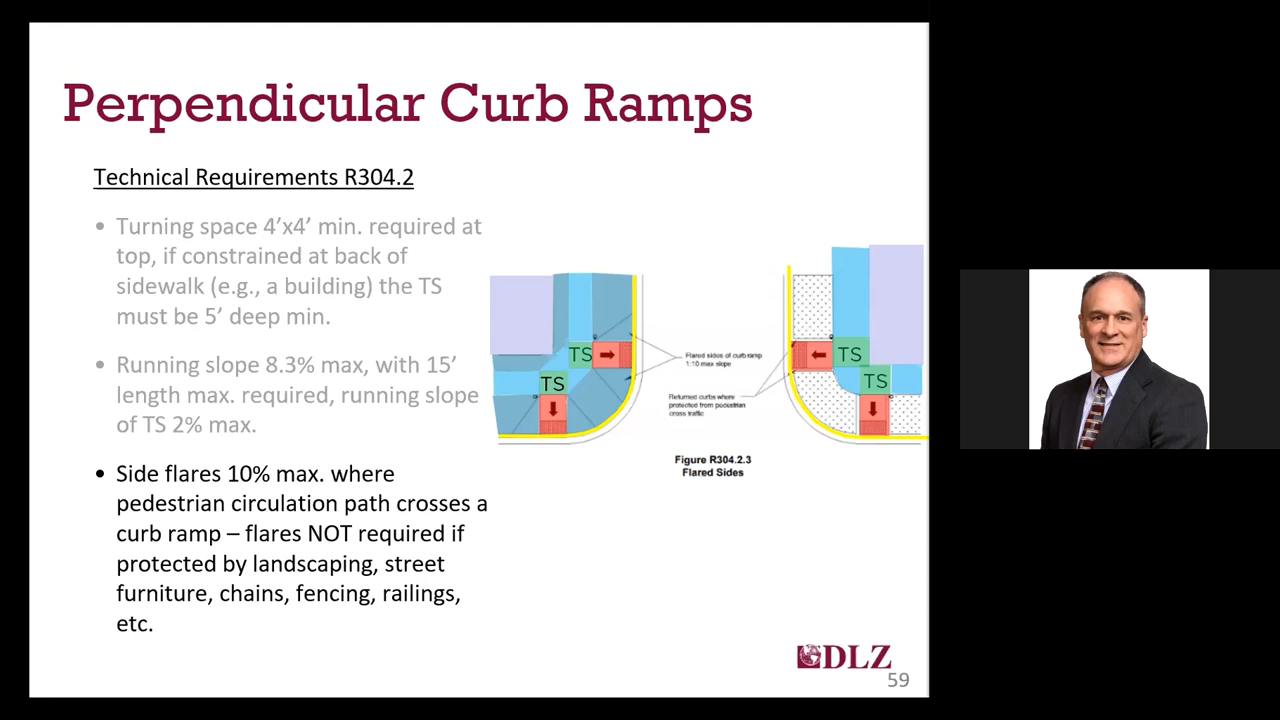 Perpendicular Curb Ramps
Technical Requirements R304.2
• Turning space 4’x4’ min. required at
top, if constrained at back of
sidewalk (e.g., a building) the TS
must be 5’ deep min.
• Running slope 8.3% max, with 15’
length max. required, running slope
of TS 2% max.
• Side flares 10% max. where
pedestrian circulation path crosses a
curb ramp – flares NOT required if
protected by landscaping, street
furniture, chains, fencing, railings,
etc.
TS
TS
Flared sides of curb ramp
1:10 max slope
Returned curbs where
protected from pedestrian
cross traffic
TS
TS
Figure R304.2.3
Flared Sides
DLZ
59